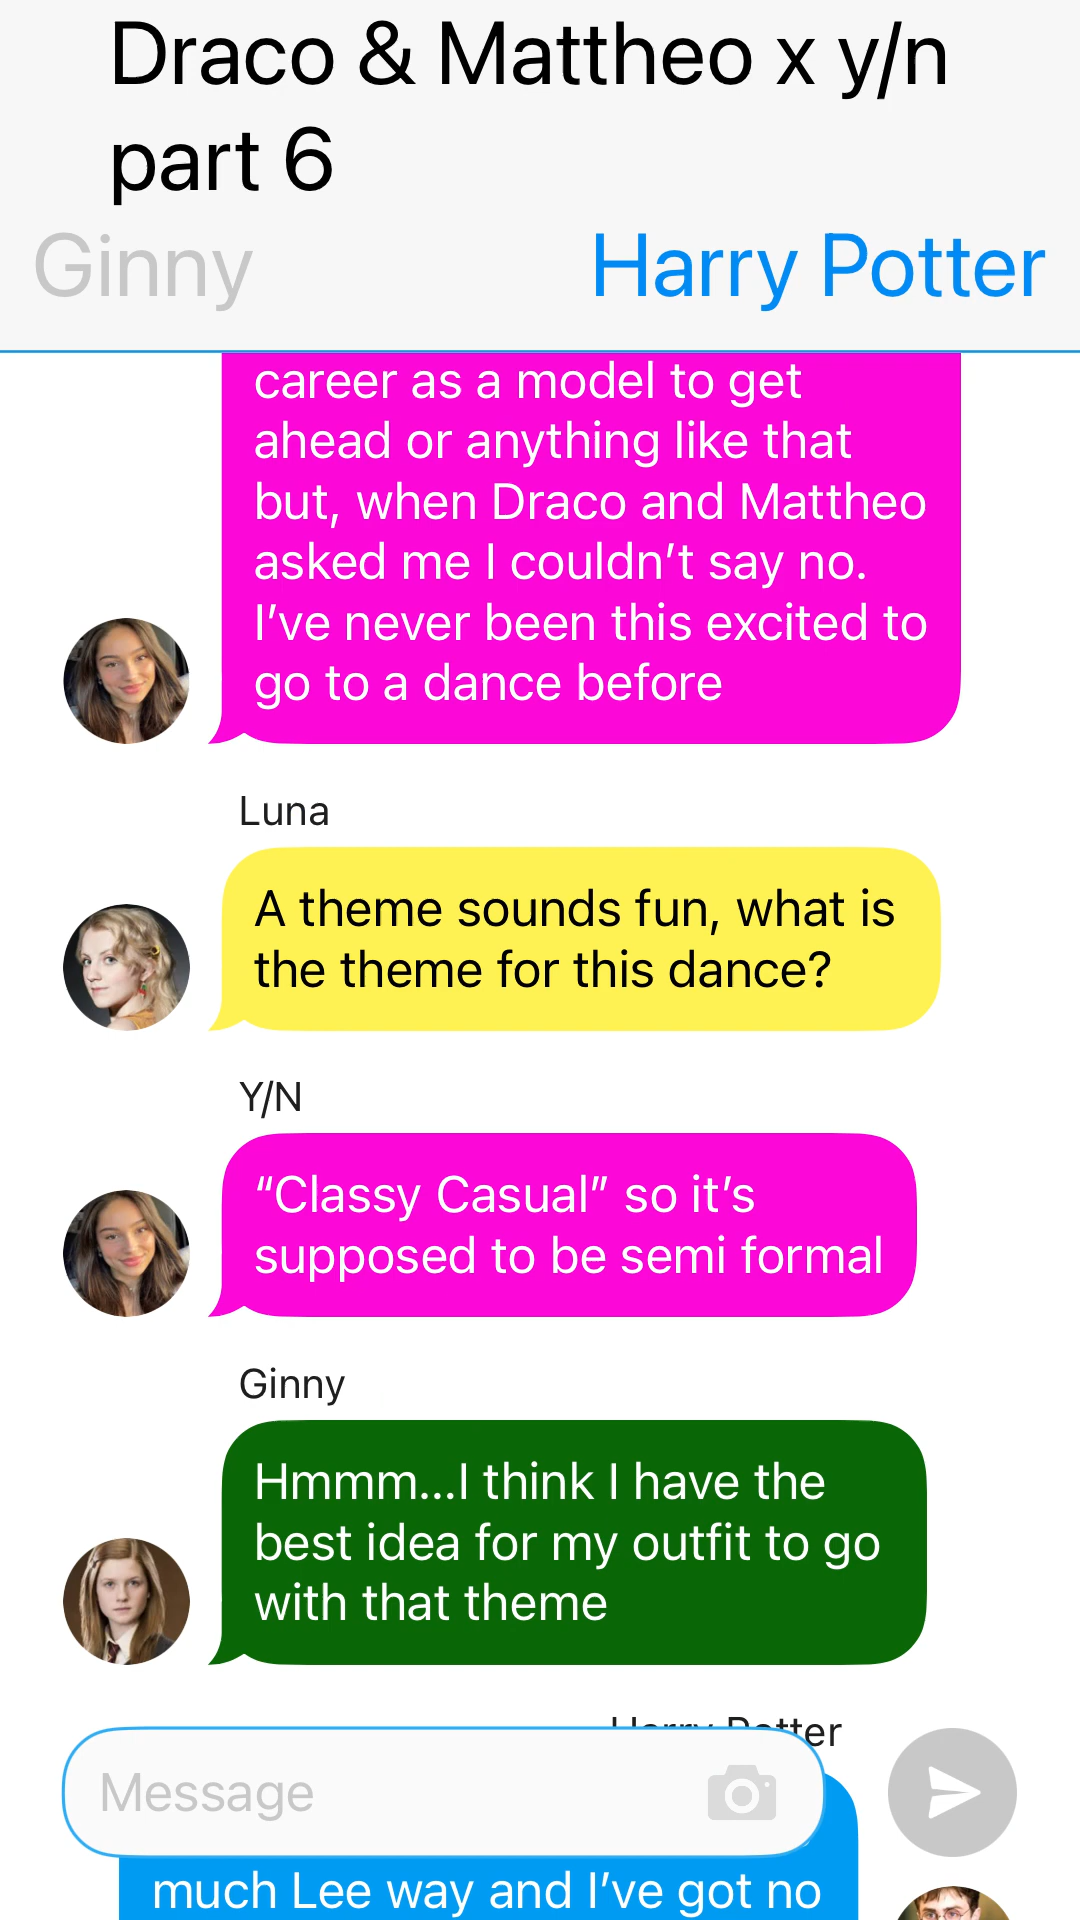 Draco & Mattheo x y/n
part 6
Ginny
Harry Potter
career as a model to get
ahead or anything like that
but, when Draco and Mattheo
asked me I couldn’t say no.
I’ve never been this excited to
go to a dance before
Luna
A theme sounds fun, what is
the theme for this dance?
Y/N
“Classy Casual” so it’s
supposed to be semi formal
Ginny
Hmmm...I think I have the
best idea for my outfit to go
with that theme
Harry Potter
Message
much Lee way and I’ve got no